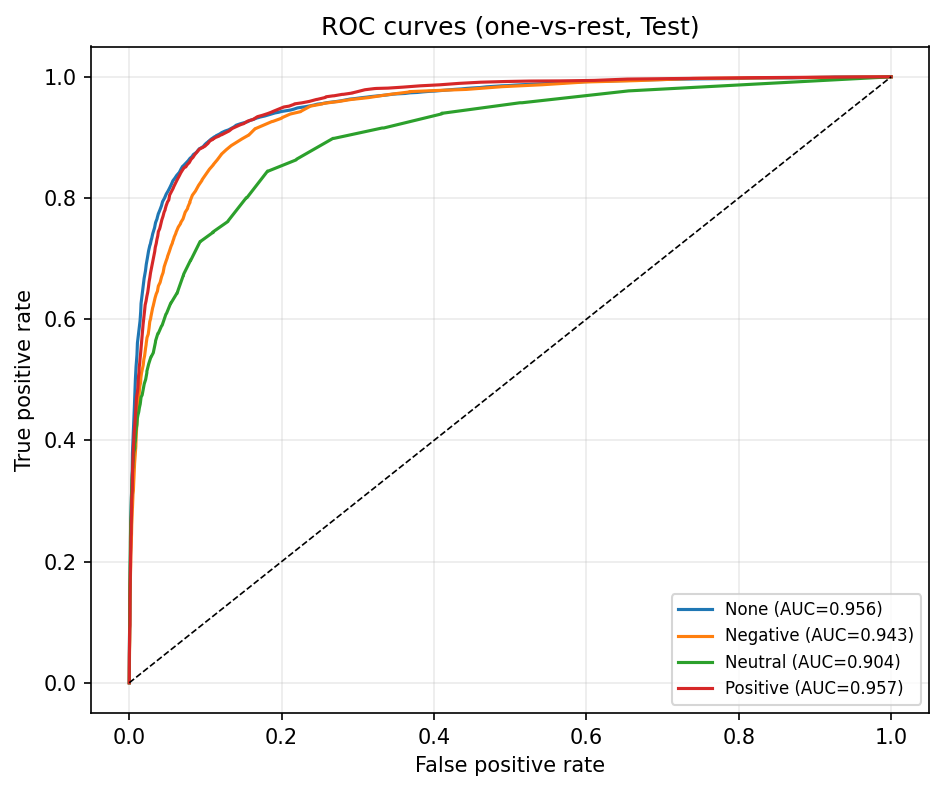 ROC curves (one-vs-rest, Test)
True positive rate
1.0
0.8
0.6
0.4
0.2
0.0
0.0 0.2 0.4 0.6 0.8 1.0
False positive rate
None (AUC=0.956)
Negative (AUC=0.943)
Neutral (AUC=0.904)
Positive (AUC=0.957)